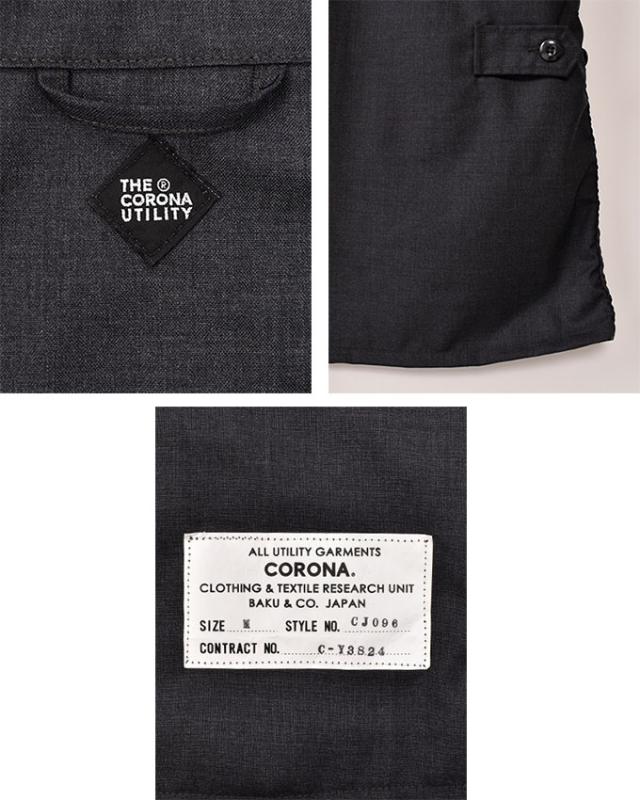 THE ®
CORONA
UTILITY
ALL UTILITY GARMENTS
CORONA.
CLOTHING & TEXTILE RESEARCH UNIT
BAKU & CO. JAPAN
SIZE M STYLE NO. CJ096
CONTRACT NO. C-Y3824